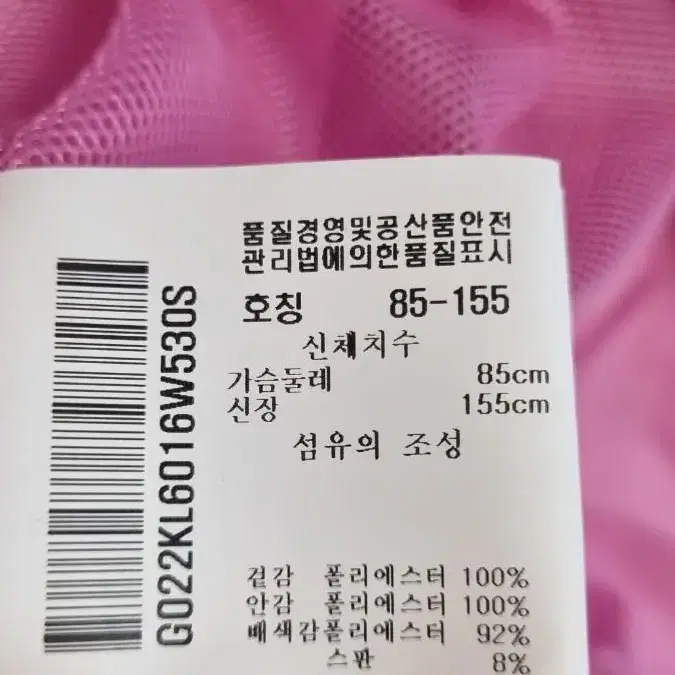 품질경영및공산품안전
관리법에의한품질표시
호칭 85-155
신체치수
가슴둘레 85cm
신장 155cm
섬유의 조성
겉감 폴리에스터 100%
안감 폴리에스터 100%
배색감폴리에스터 92%
스판 8%
G022KL6016W530S